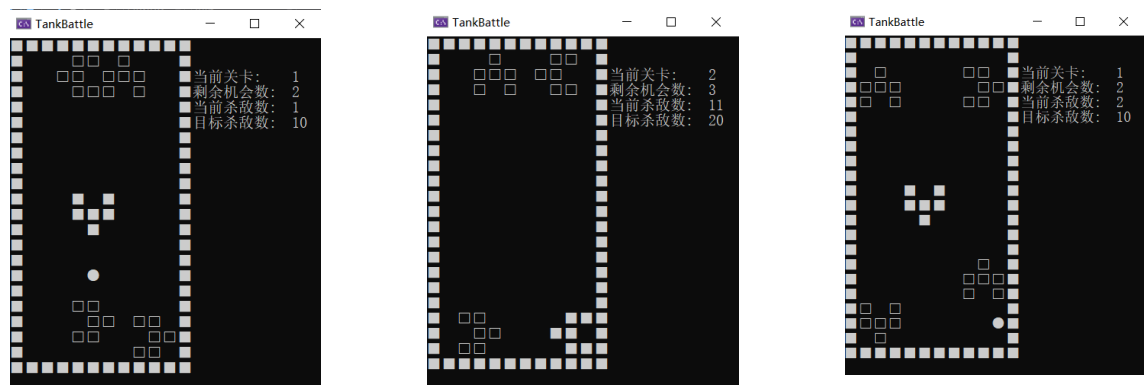 TankBattle
当前关卡: 1
剩余机会数: 2
当前杀敌数: 1
目标杀敌数: 10
TankBattle
当前关卡: 2
剩余机会数: 3
当前杀敌数: 11
目标杀敌数: 20
TankBattle
当前关卡: 1
剩余机会数: 2
当前杀敌数: 2
目标杀敌数: 10